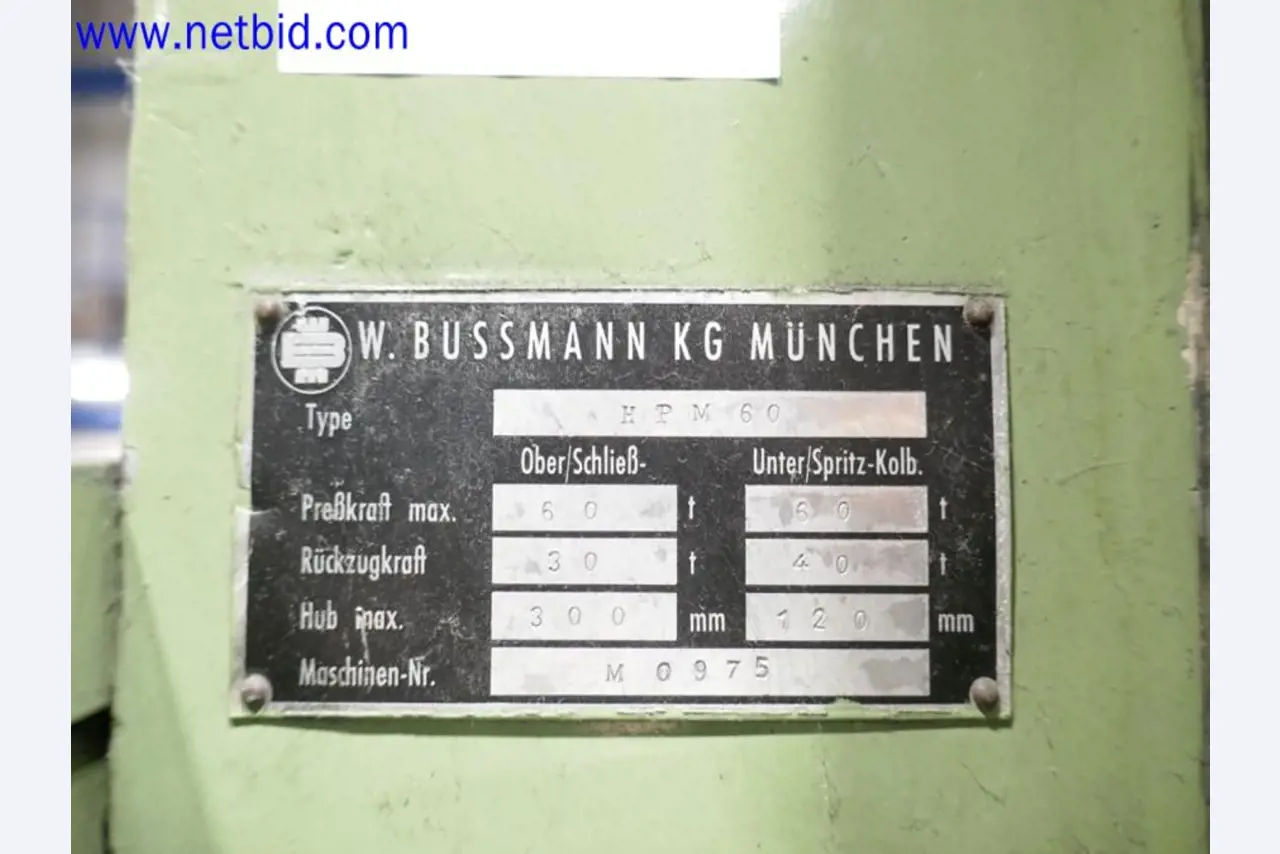 www.netbid.com
W. BUSSMANN KG MÜNCHEN
Type HPM 60
Ober/Schließ- Unter/Spritz-Kolb.
Preßkraft max. 60 t 60 t
Rückzugkraft 30 t 40 t
Hub max. 300 mm 120 mm
Maschinen-Nr. M 0975